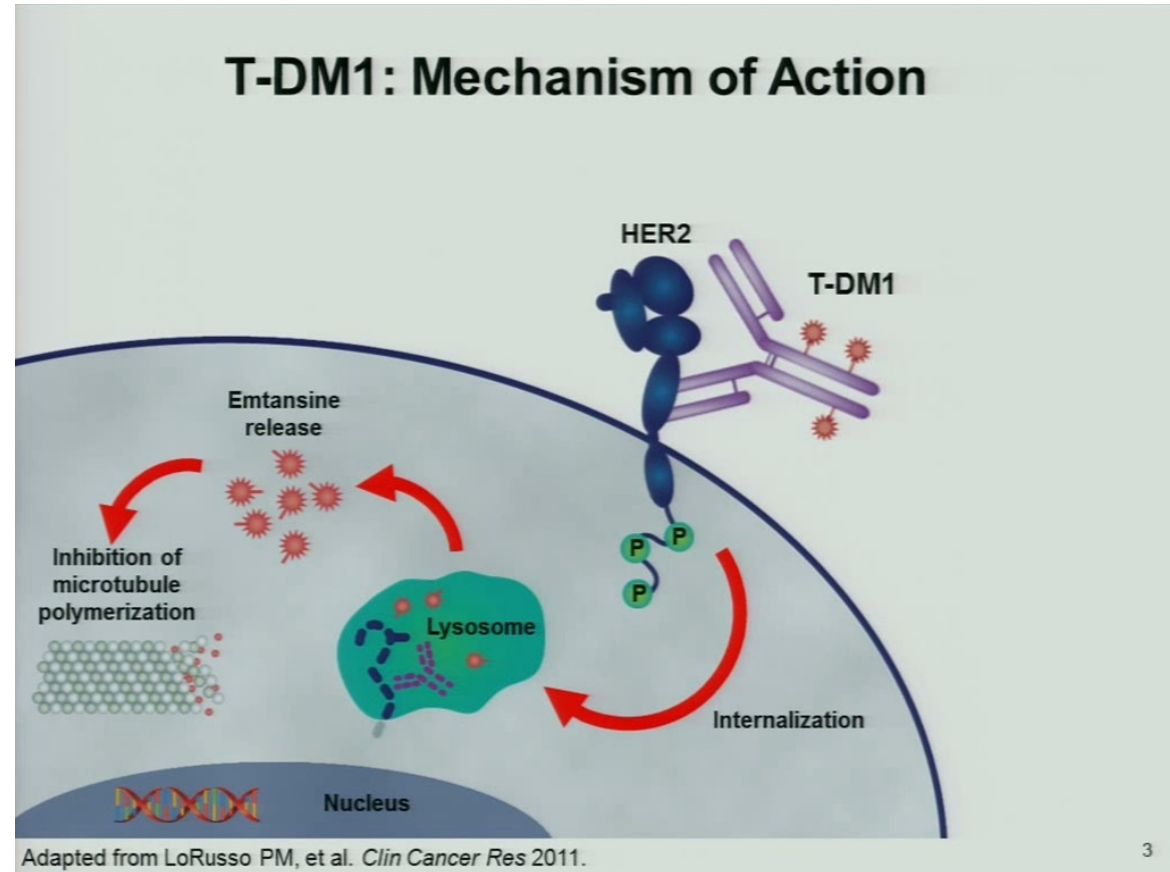 T-DM1: Mechanism of Action
HER2
T-DM1
Emtansine
release
Inhibition of
microtubule
polymerization
P
P
P
Lysosome
Internalization
Nucleus
Adapted from LoRusso PM, et al. Clin Cancer Res 2011.
3